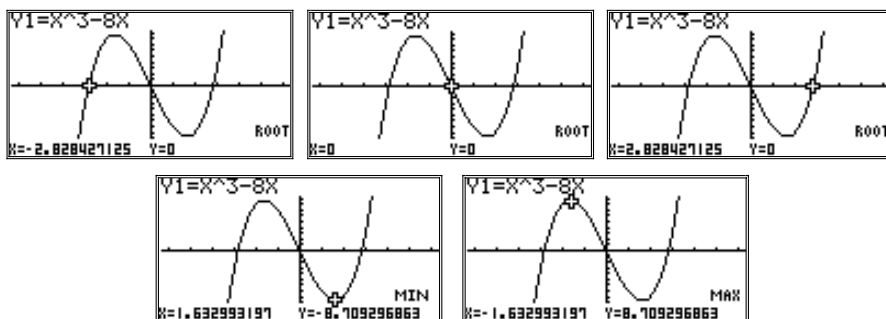 Y1=X^3-8X
ROOT
X=-2.828427125 Y=0
Y1=X^3-8X
ROOT
X=0 Y=0
Y1=X^3-8X
ROOT
X=2.828427125 Y=0
Y1=X^3-8X
MIN
X=1.632993197 Y=-8.709296863
Y1=X^3-8X
MAX
X=-1.632993197 Y=8.709296863